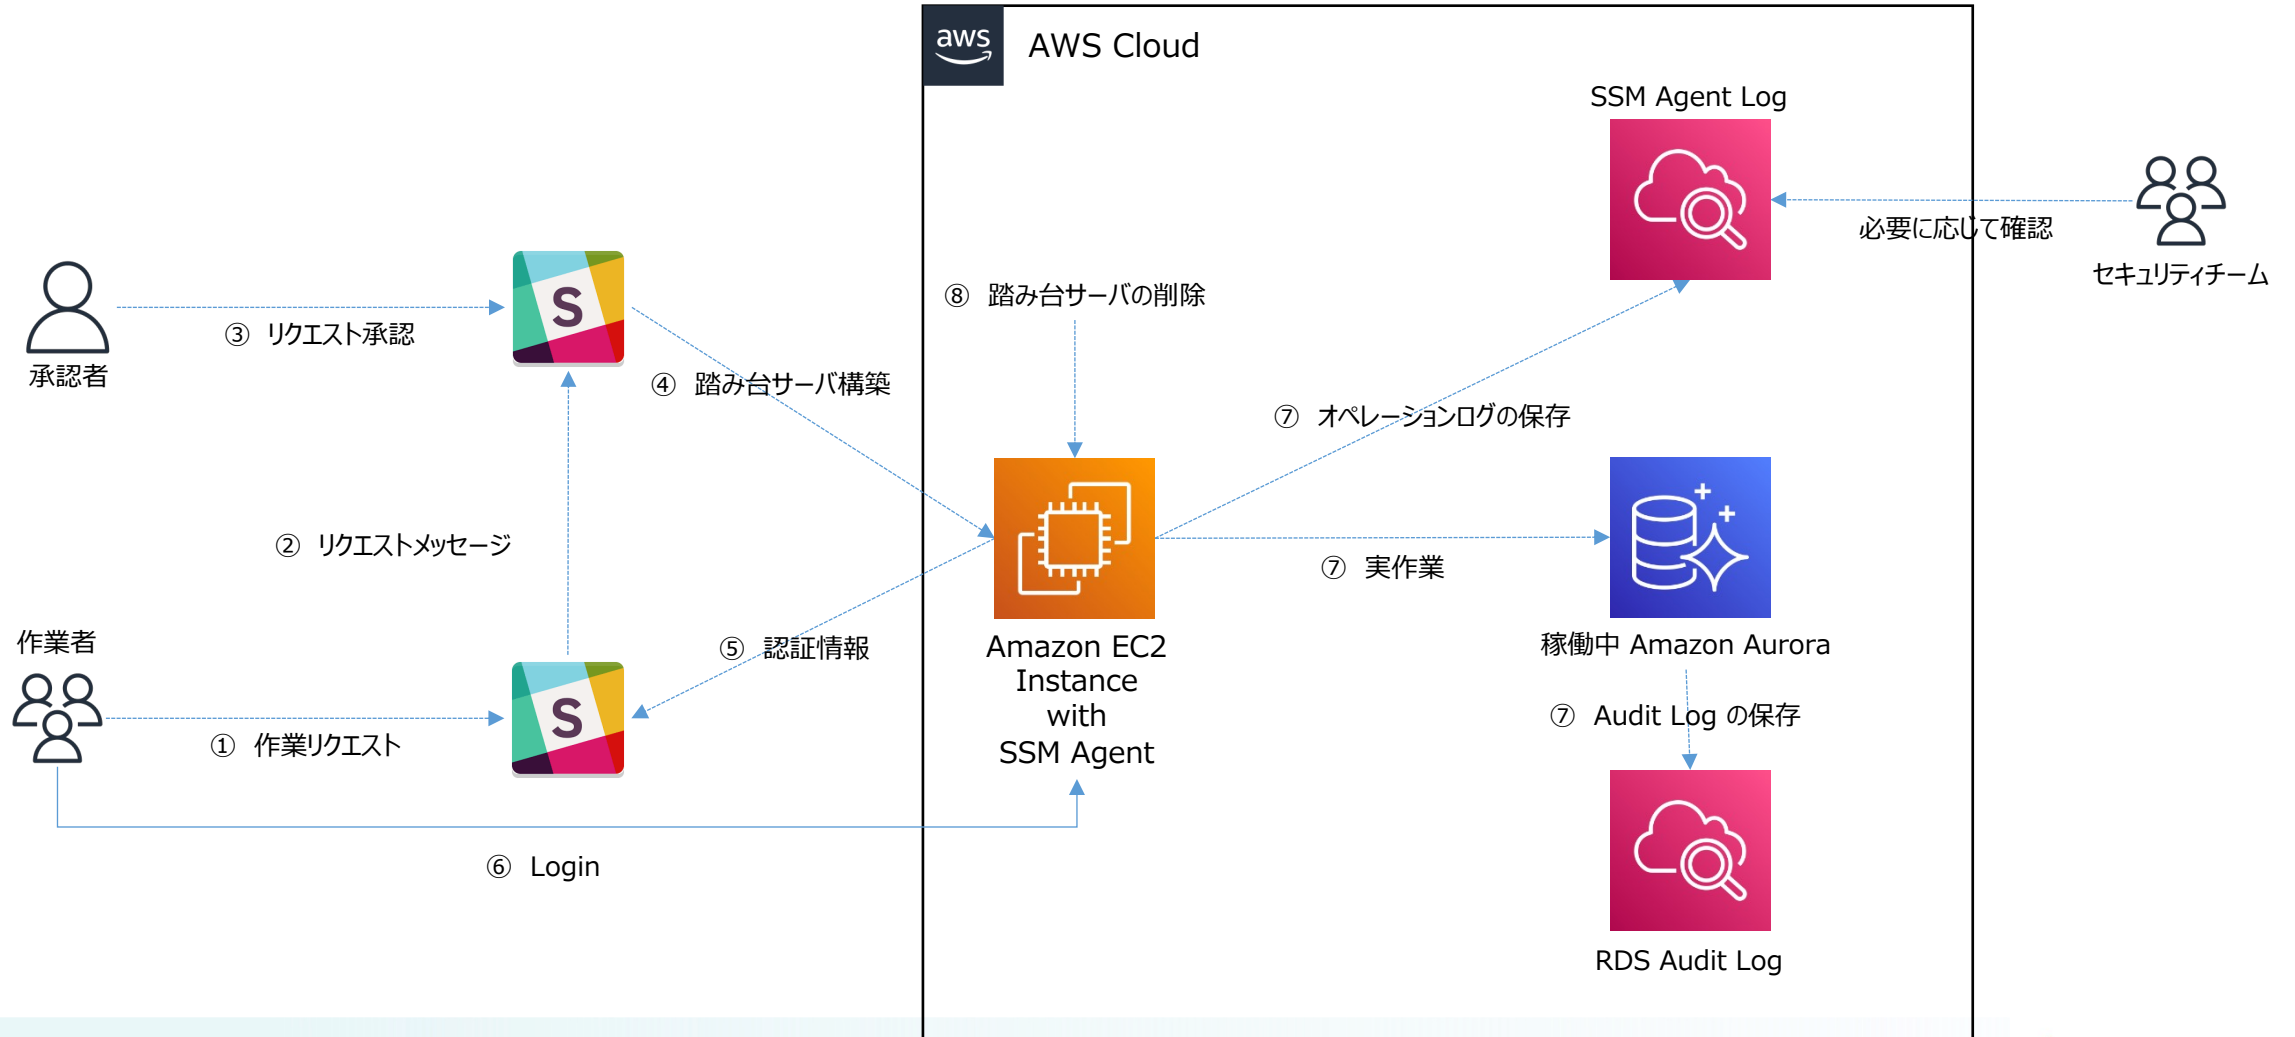 aws
AWS Cloud
SSM Agent Log
必要に応じて確認
セキュリティチーム
⑧ 踏み台サーバの削除
S
③ リクエスト承認
承認者
④ 踏み台サーバ構築
⑦ オペレーションログの保存
② リクエストメッセージ
⑦ 実作業
作業者
⑤ 認証情報
Amazon EC2
Instance
with
SSM Agent
稼働中 Amazon Aurora
S
① 作業リクエスト
⑦ Audit Log の保存
⑥ Login
RDS Audit Log